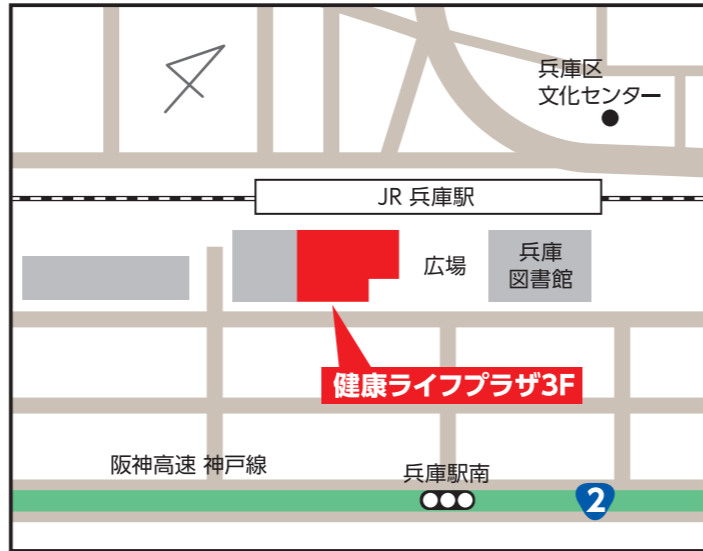 兵庫区
文化センター
JR 兵庫駅
広場
兵庫
図書館
健康ライフプラザ3F
阪神高速 神戸線
兵庫駅南
2